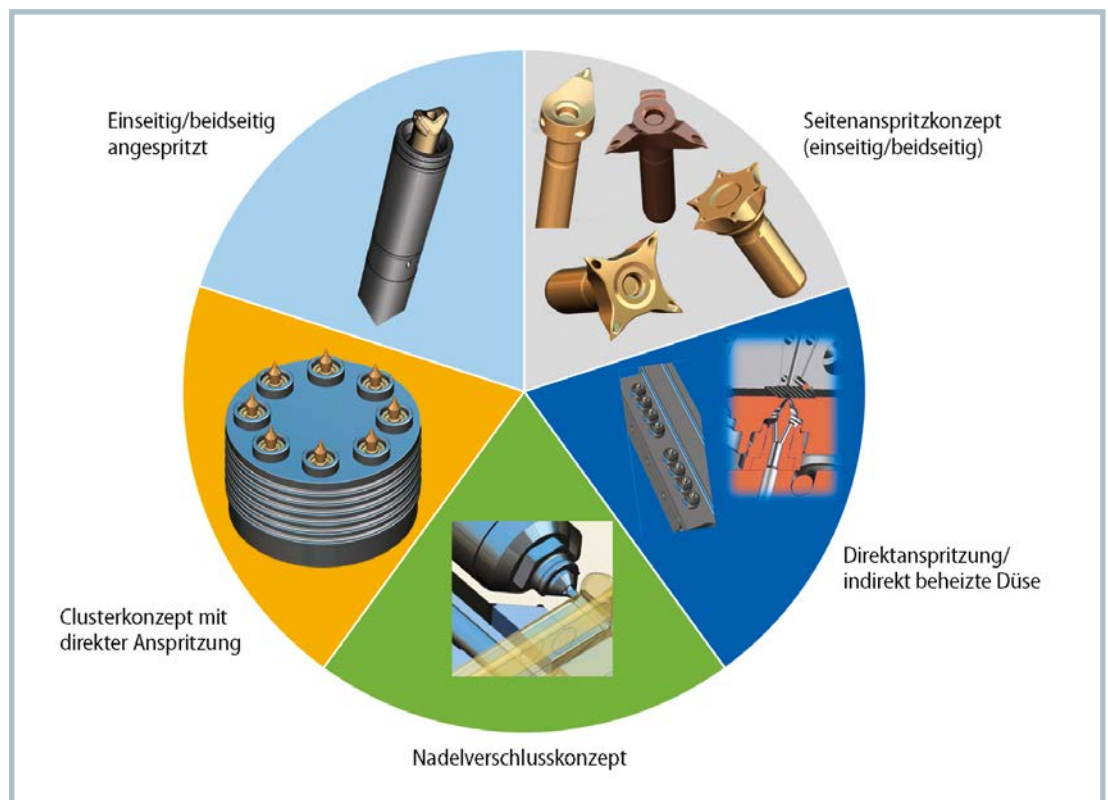 Einseitig/beidseitig
angespritzt
Seitenanspritzkonzept
(einseitig/beidseitig)
Direktanspritzung/
indirekt beheizte Düse
Clusterkonzept mit
direkter Anspritzung
Nadelverschlusskonzept